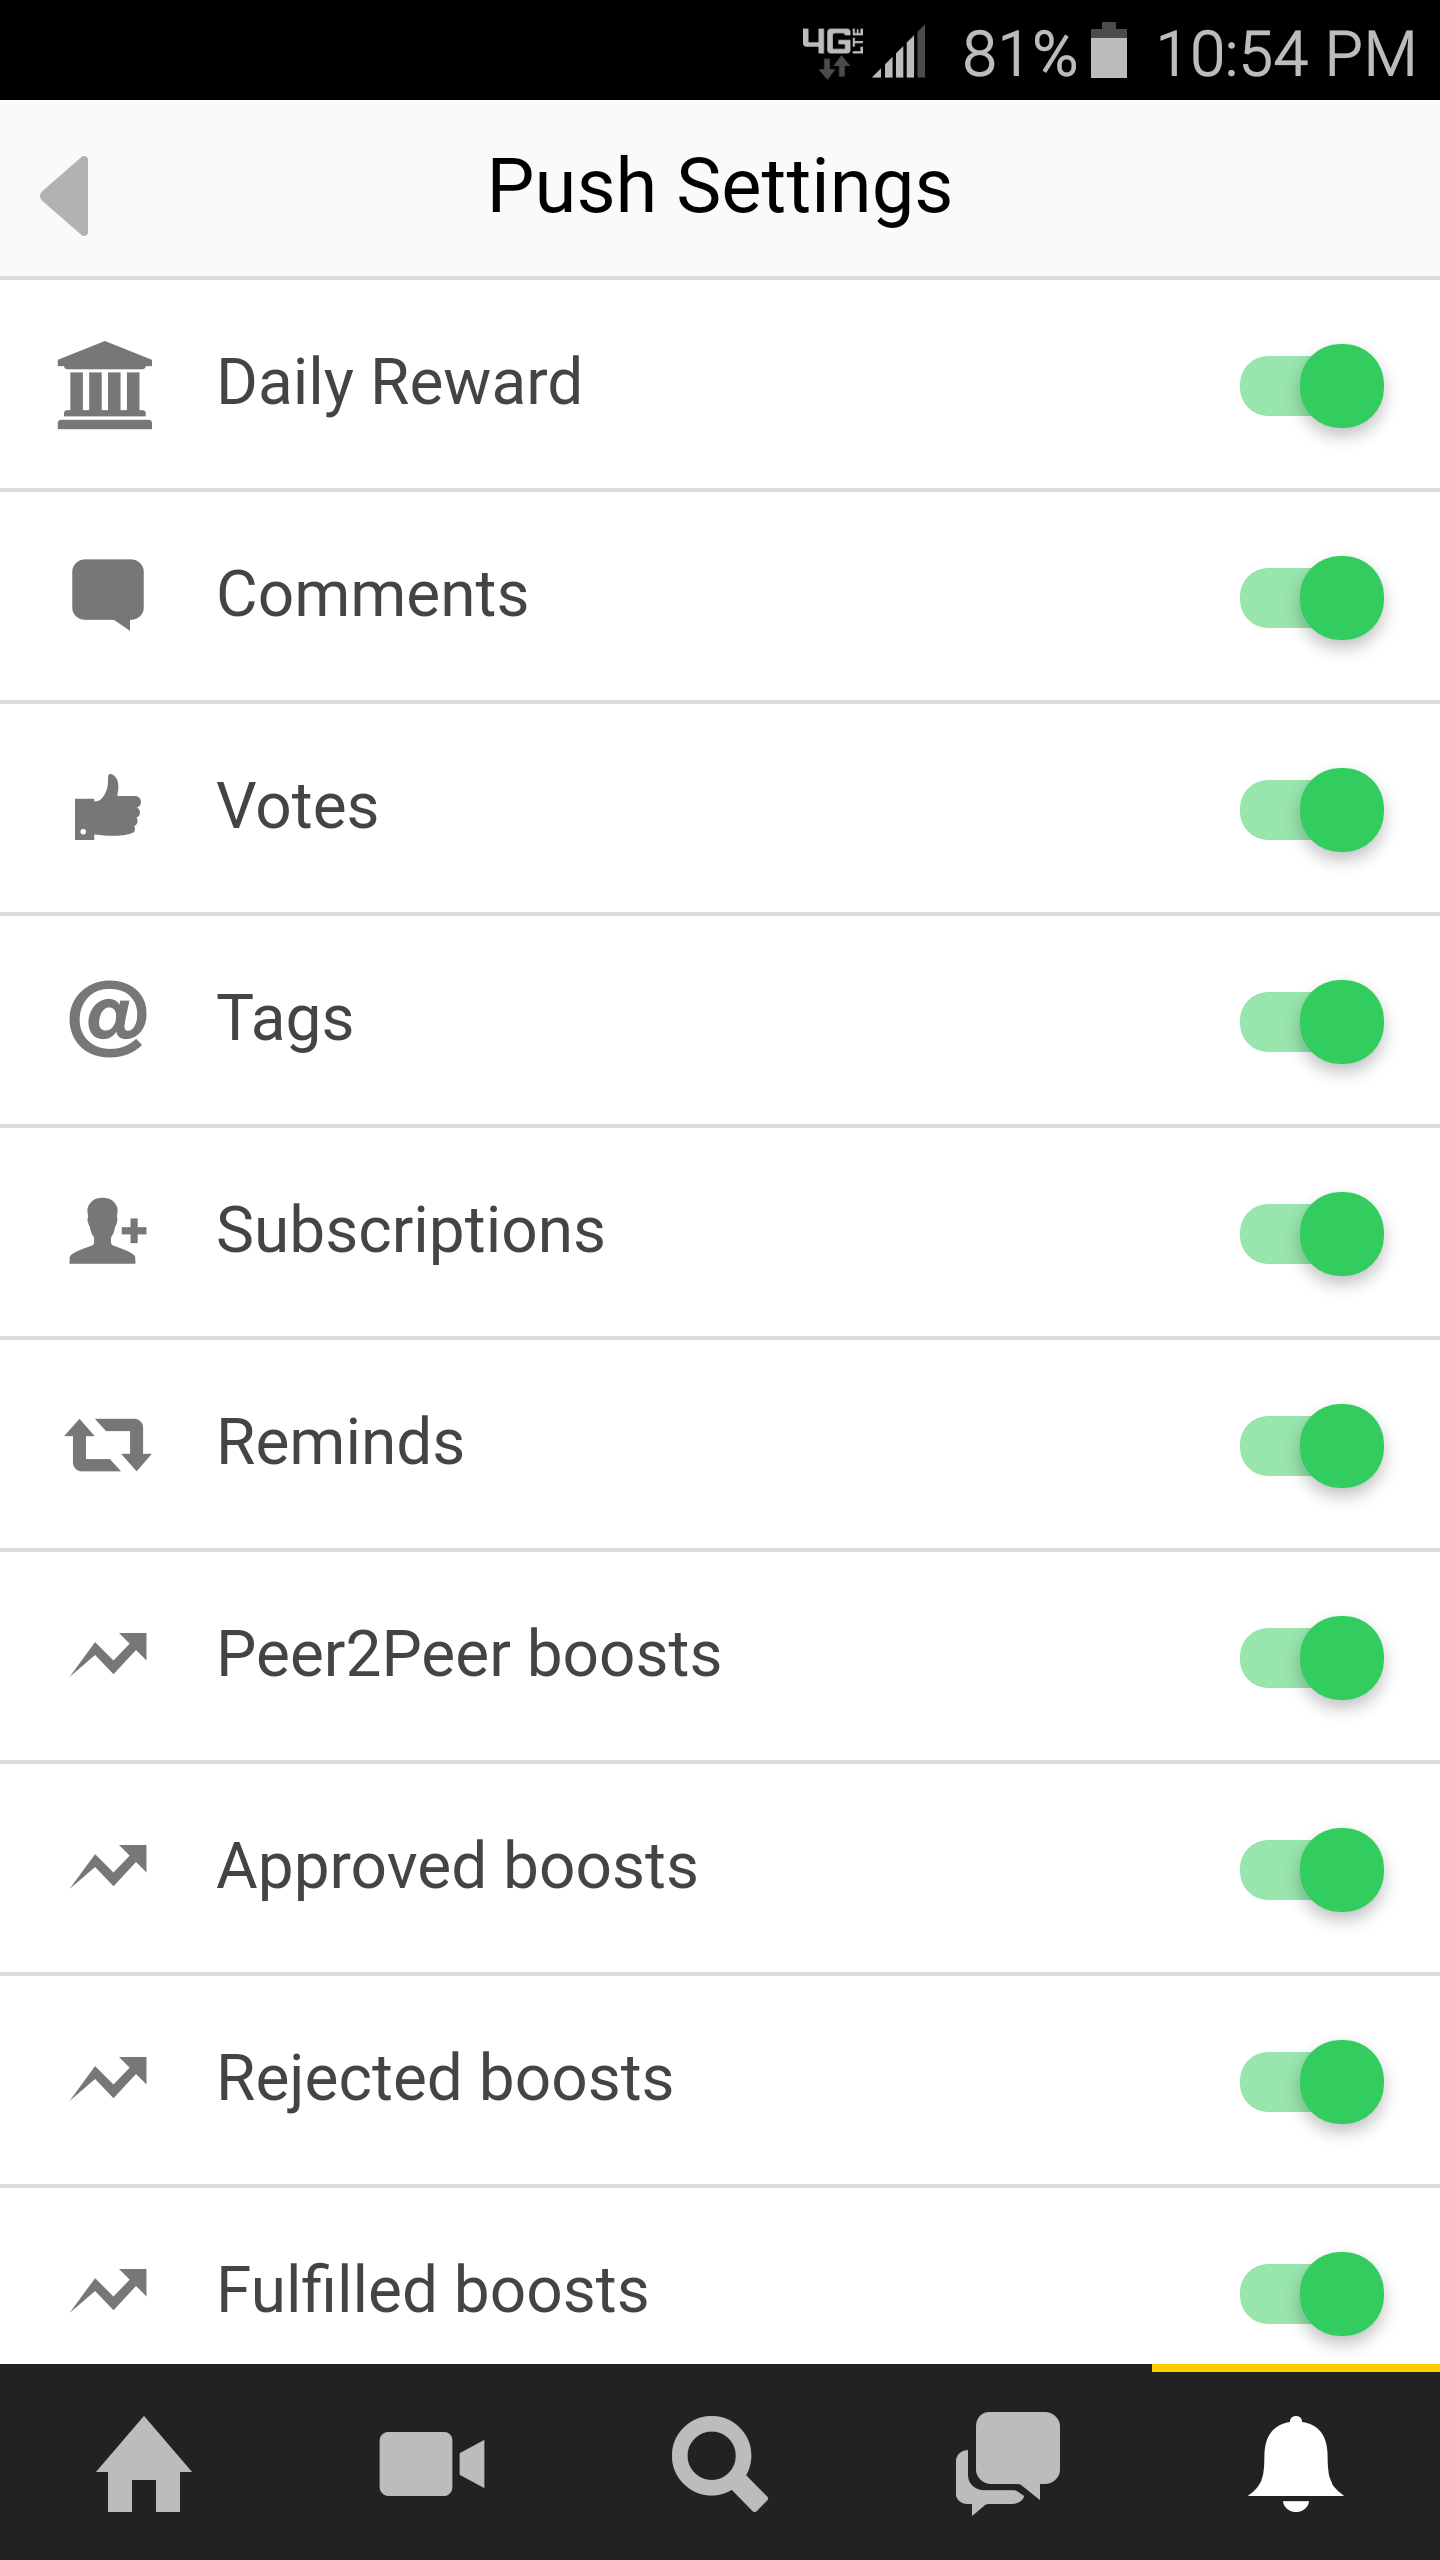 4G LTE 81% 10:54 PM
Push Settings
Daily Reward
Comments
Votes
@ Tags
Subscriptions
Reminds
Peer2Peer boosts
Approved boosts
Rejected boosts
Fulfilled boosts